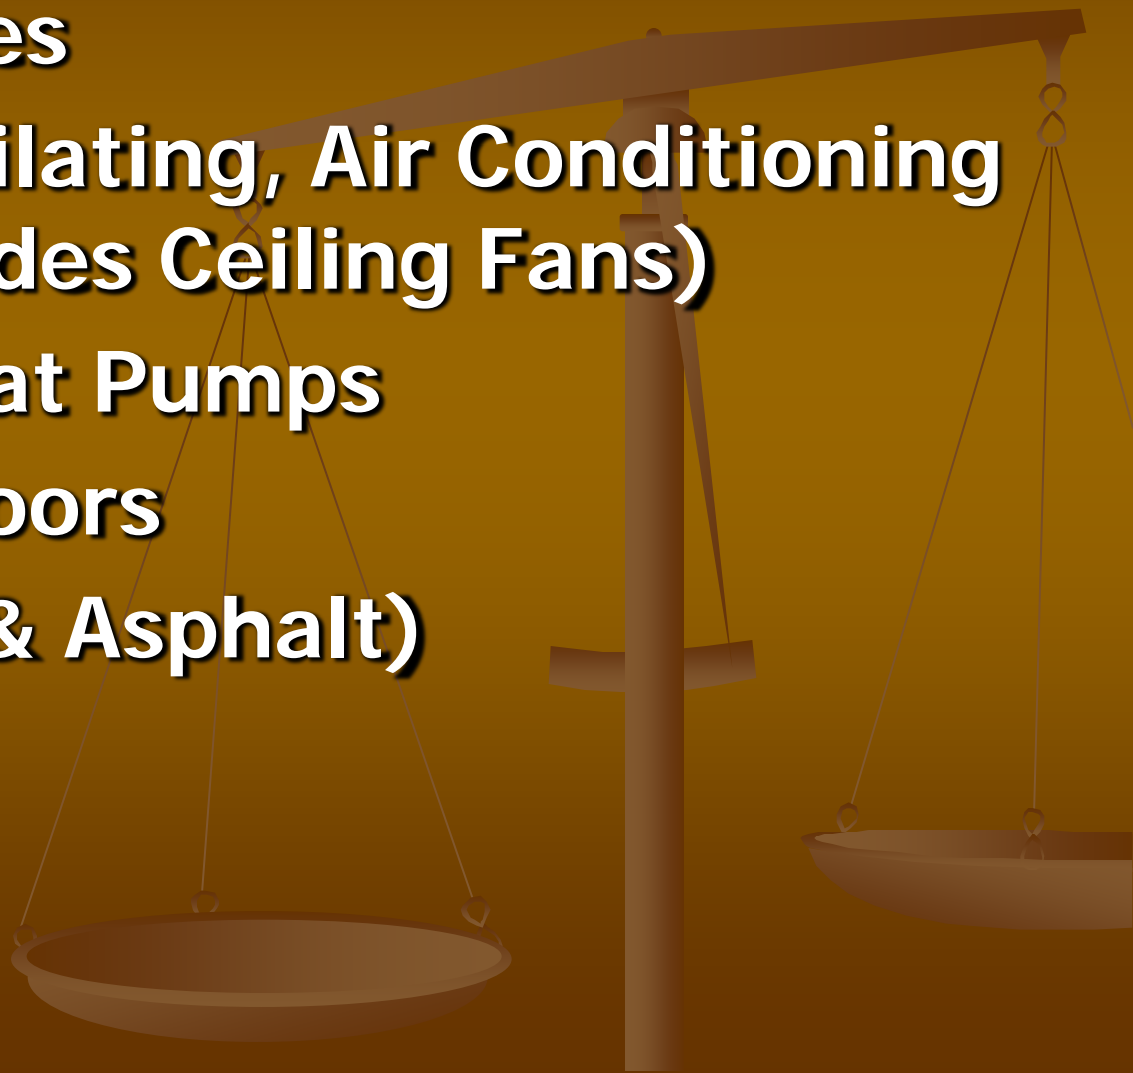 es
ilating, Air Conditioning
des Ceiling Fans)
at Pumps
oors
& Asphalt)